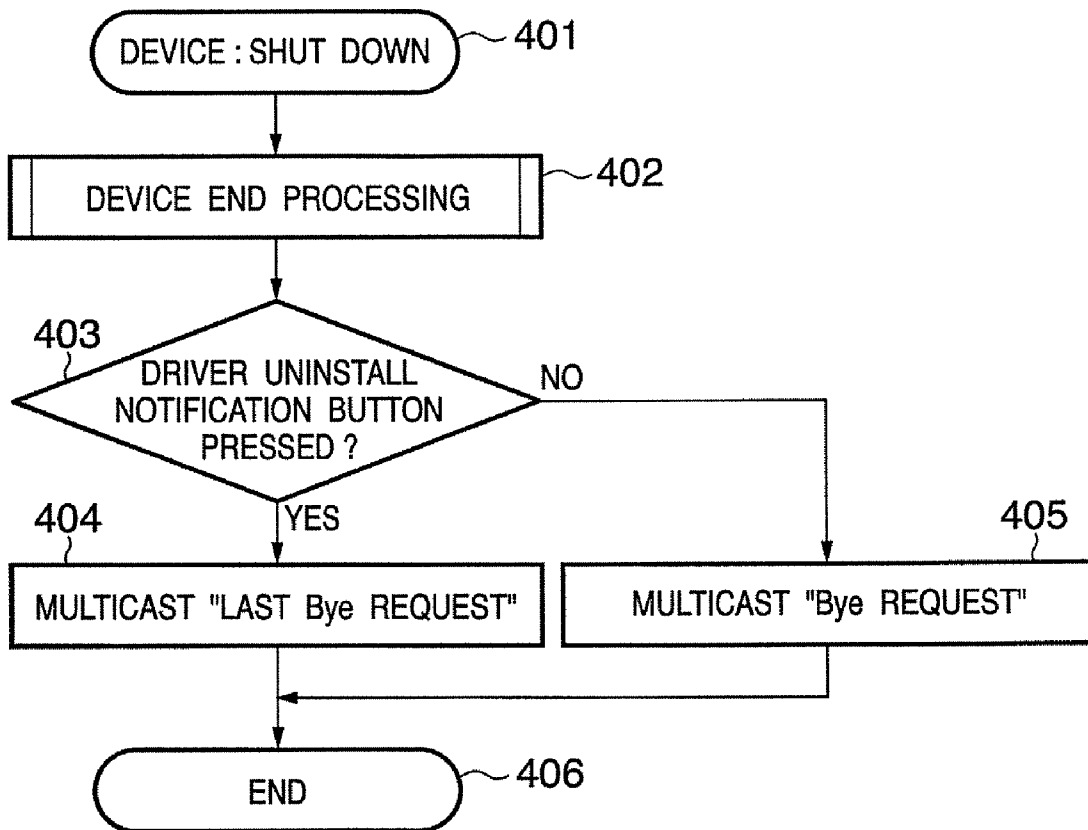 DEVICE : SHUT DOWN
401
DEVICE END PROCESSING
402
403
DRIVER UNINSTALL
NOTIFICATION BUTTON
PRESSED ?
NO
YES
404
405
MULTICAST "LAST Bye REQUEST"
MULTICAST "Bye REQUEST"
END
406